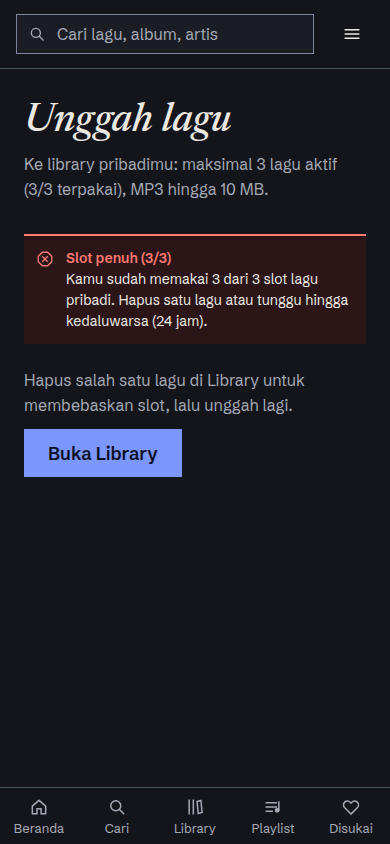 Cari lagu, album, artis
Unggah lagu
Ke library pribadimu: maksimal 3 lagu aktif
(3/3 terpakai), MP3 hingga 10 MB.
Slot penuh (3/3)
Kamu sudah memakai 3 dari 3 slot lagu
pribadi. Hapus satu lagu atau tunggu hingga
kedaluwarsa (24 jam).
Hapus salah satu lagu di Library untuk
membebaskan slot, lalu unggah lagi.
Buka Library
Beranda
Cari
Library
Playlist
Disukai